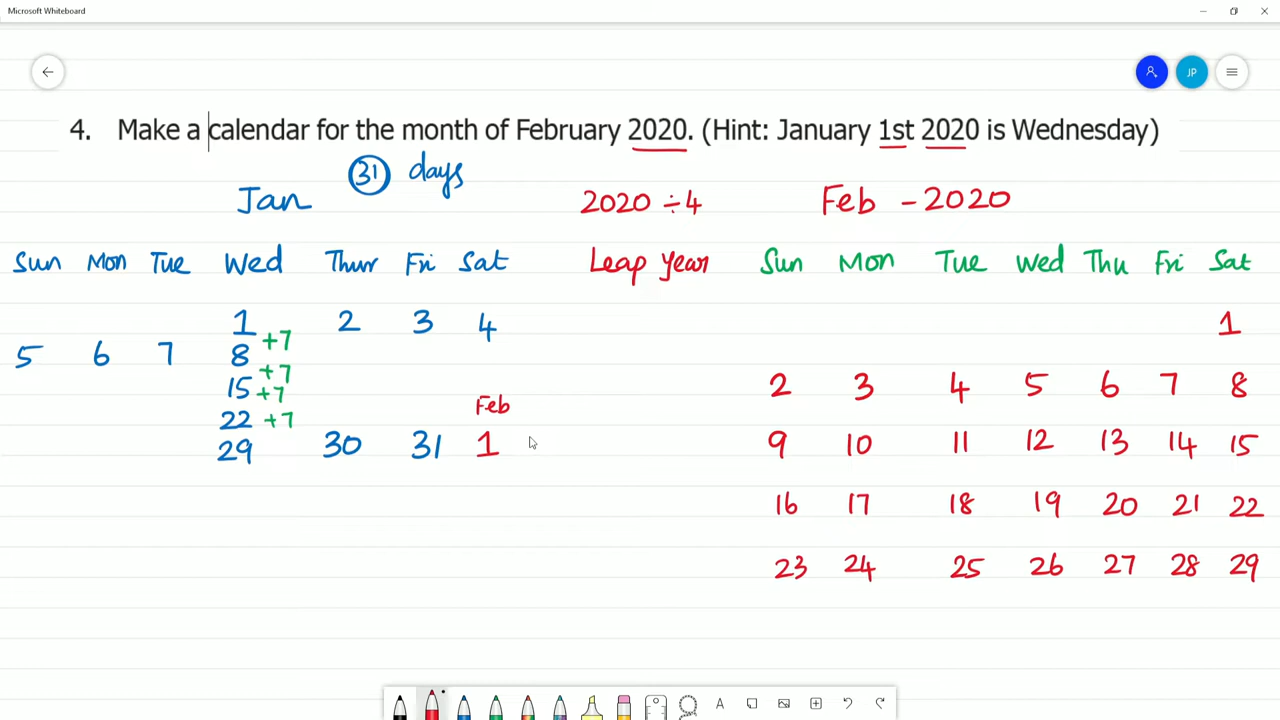 Microsoft Whiteboard
JP
4. Make a calendar for the month of February 2020. (Hint: January 1st 2020 is Wednesday)
Jan 31 days 2020 ÷ 4 Feb - 2020
Sun Mon Tue Wed Thur Fri Sat Leap year Sun Mon Tue Wed Thu Fri Sat
1 2 3 4 1
+7
5 6 7 8
+7
2 3 4 5 6 7 8
15 +7
Feb
22 +7
29 30 31 1 9 10 11 12 13 14 15
16 17 18 19 20 21 22
23 24 25 26 27 28 29
A